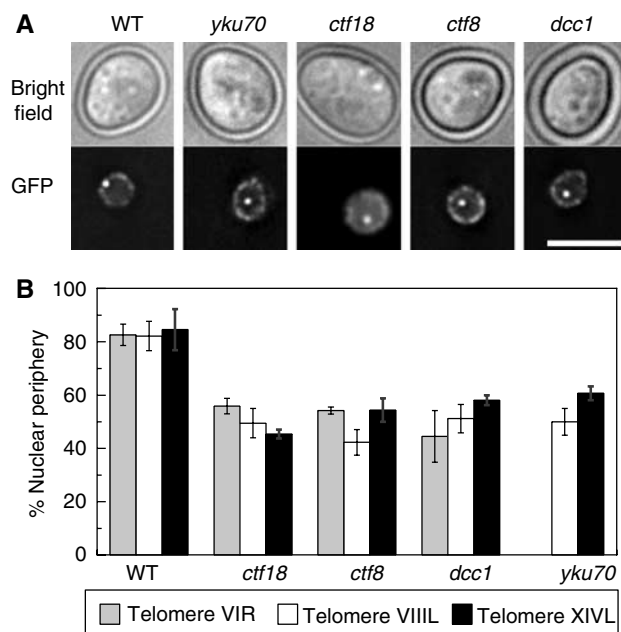 A WT yku70 ctf18 ctf8 dcc1
Bright
field
GFP
B
100
80
60
40
20
0
% Nuclear periphery
WT ctf18 ctf8 dcc1 yku70
Telomere VIR Telomere VIIIL Telomere XIVL